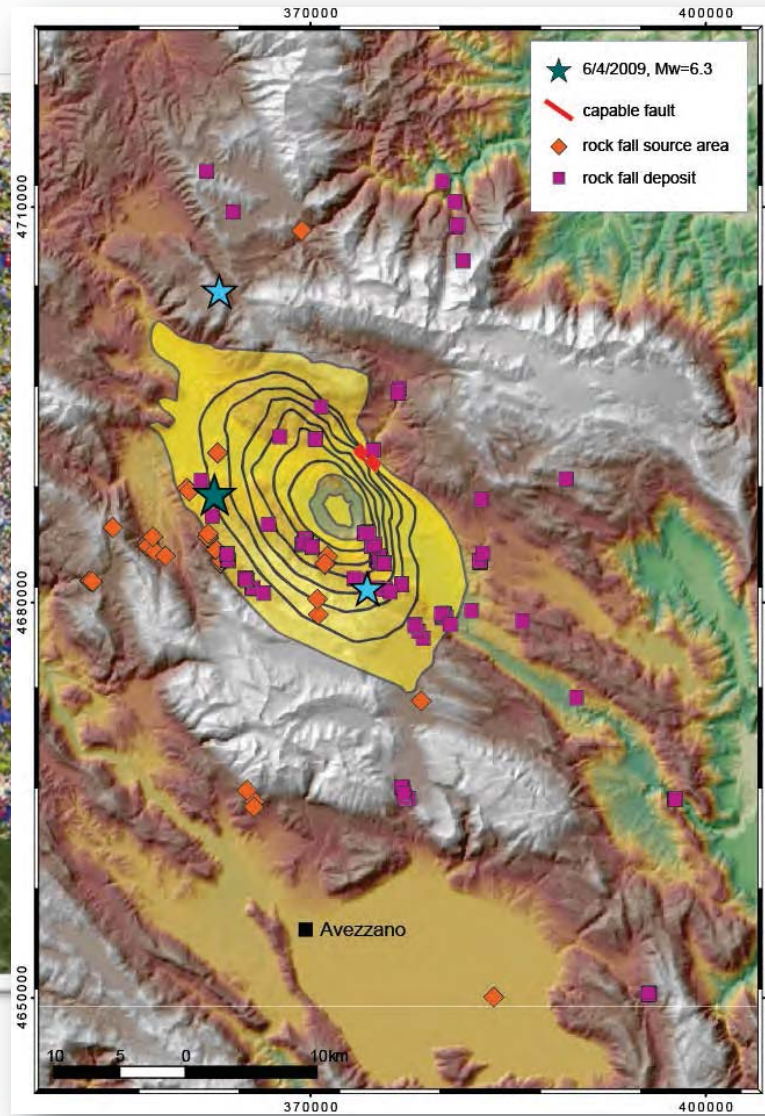 370000
400000
6/4/2009, Mw=6.3
capable fault
rock fall source area
rock fall deposit
4710000
4680000
Avezzano
4650000
10 5 0 10km
370000
400000